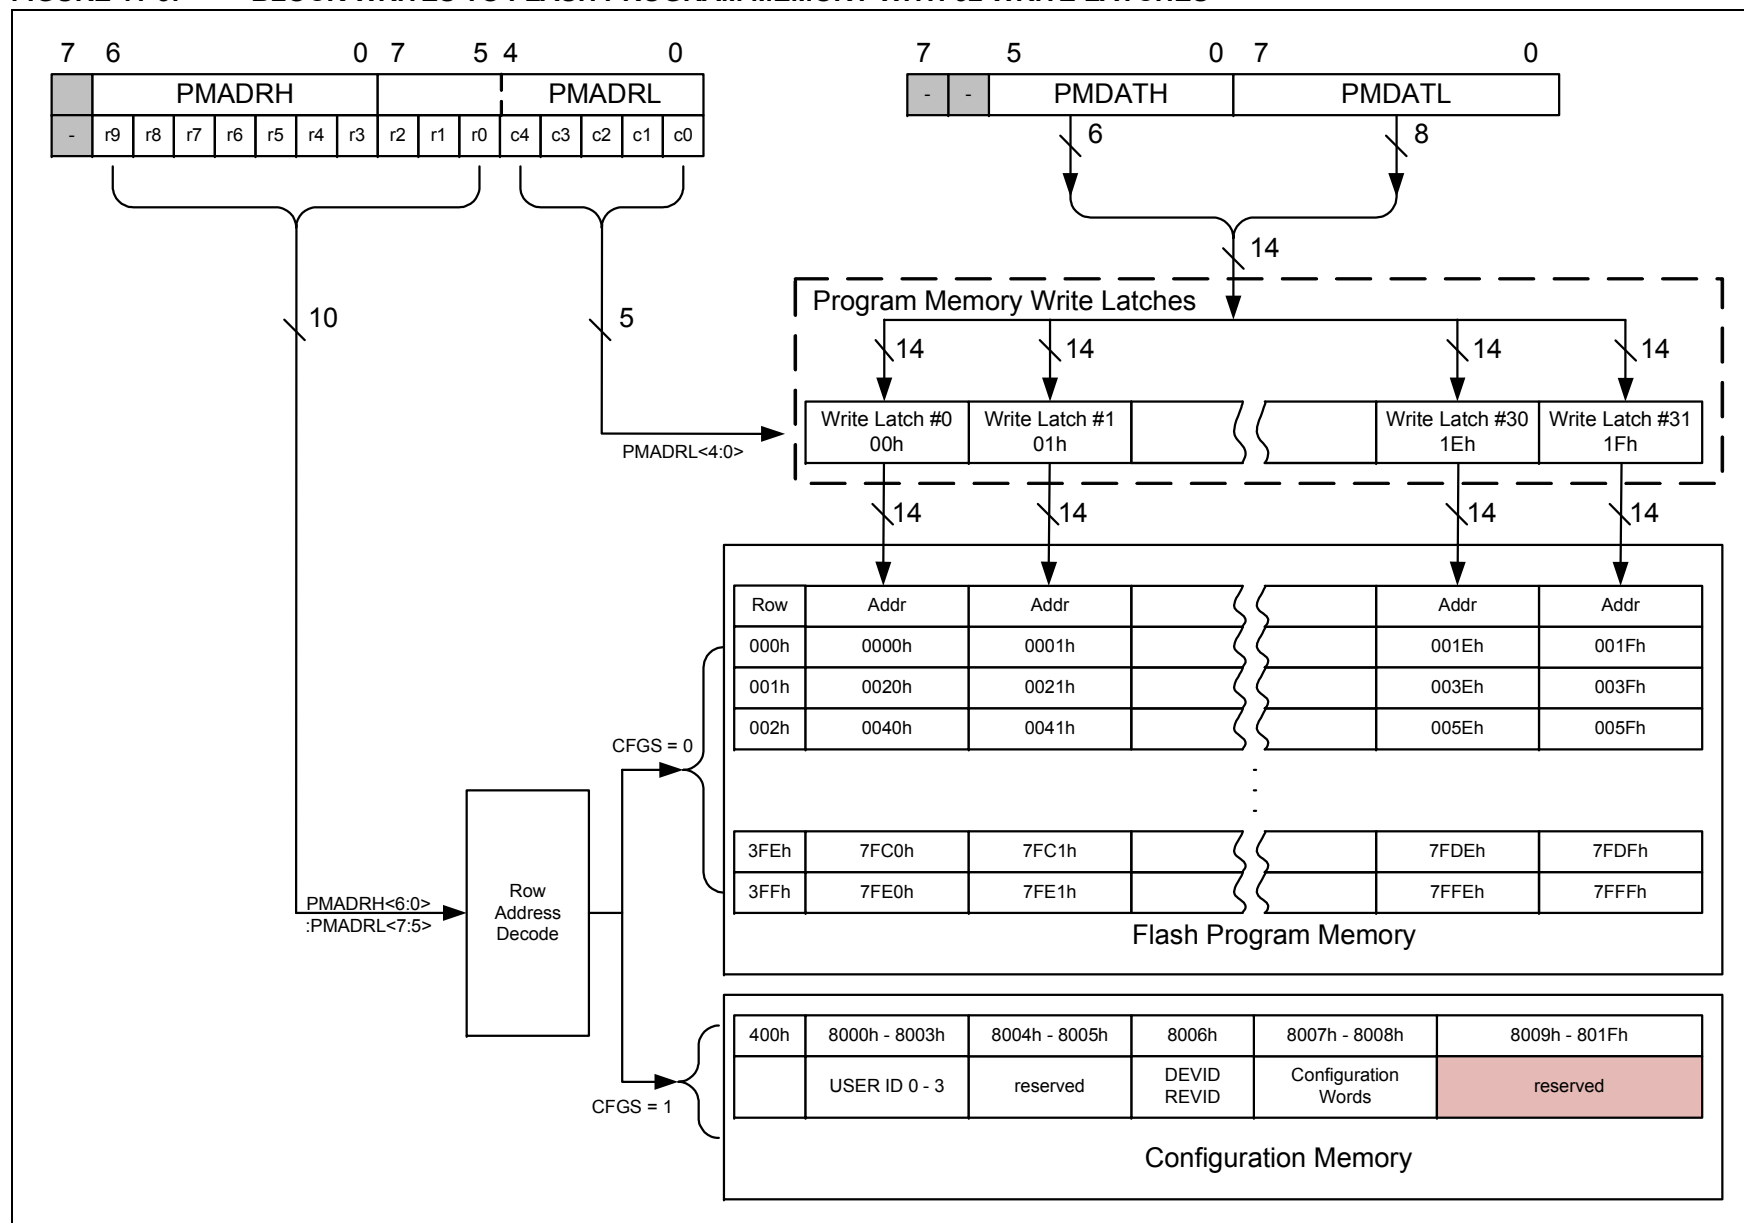 7 6 0 7 5 4 0 7 5 0 7 0
PMADRH PMADRL - - PMDATH PMDATL
- r9 r8 r7 r6 r5 r4 r3 r2 r1 r0 c4 c3 c2 c1 c0
6 8
14
10 5
Program Memory Write Latches
14 14 14 14
Write Latch #0 Write Latch #1 Write Latch #30 Write Latch #31
00h 01h 1Eh 1Fh
PMADRL<4:0>
14 14 14 14
Row Addr Addr Addr Addr
000h 0000h 0001h 001Eh 001Fh
001h 0020h 0021h 003Eh 003Fh
002h 0040h 0041h 005Eh 005Fh
CFGS = 0
3FEh 7FC0h 7FC1h 7FDEh 7FDFh
3FFh 7FE0h 7FE1h 7FFEh 7FFFh
Flash Program Memory
PMADRH<6:0>
:PMADRL<7:5>
Row
Address
Decode
CFGS = 1
400h 8000h - 8003h 8004h - 8005h 8006h 8007h - 8008h 8009h - 801Fh
USER ID 0 - 3 reserved DEVID Configuration reserved
REVID Words
Configuration Memory